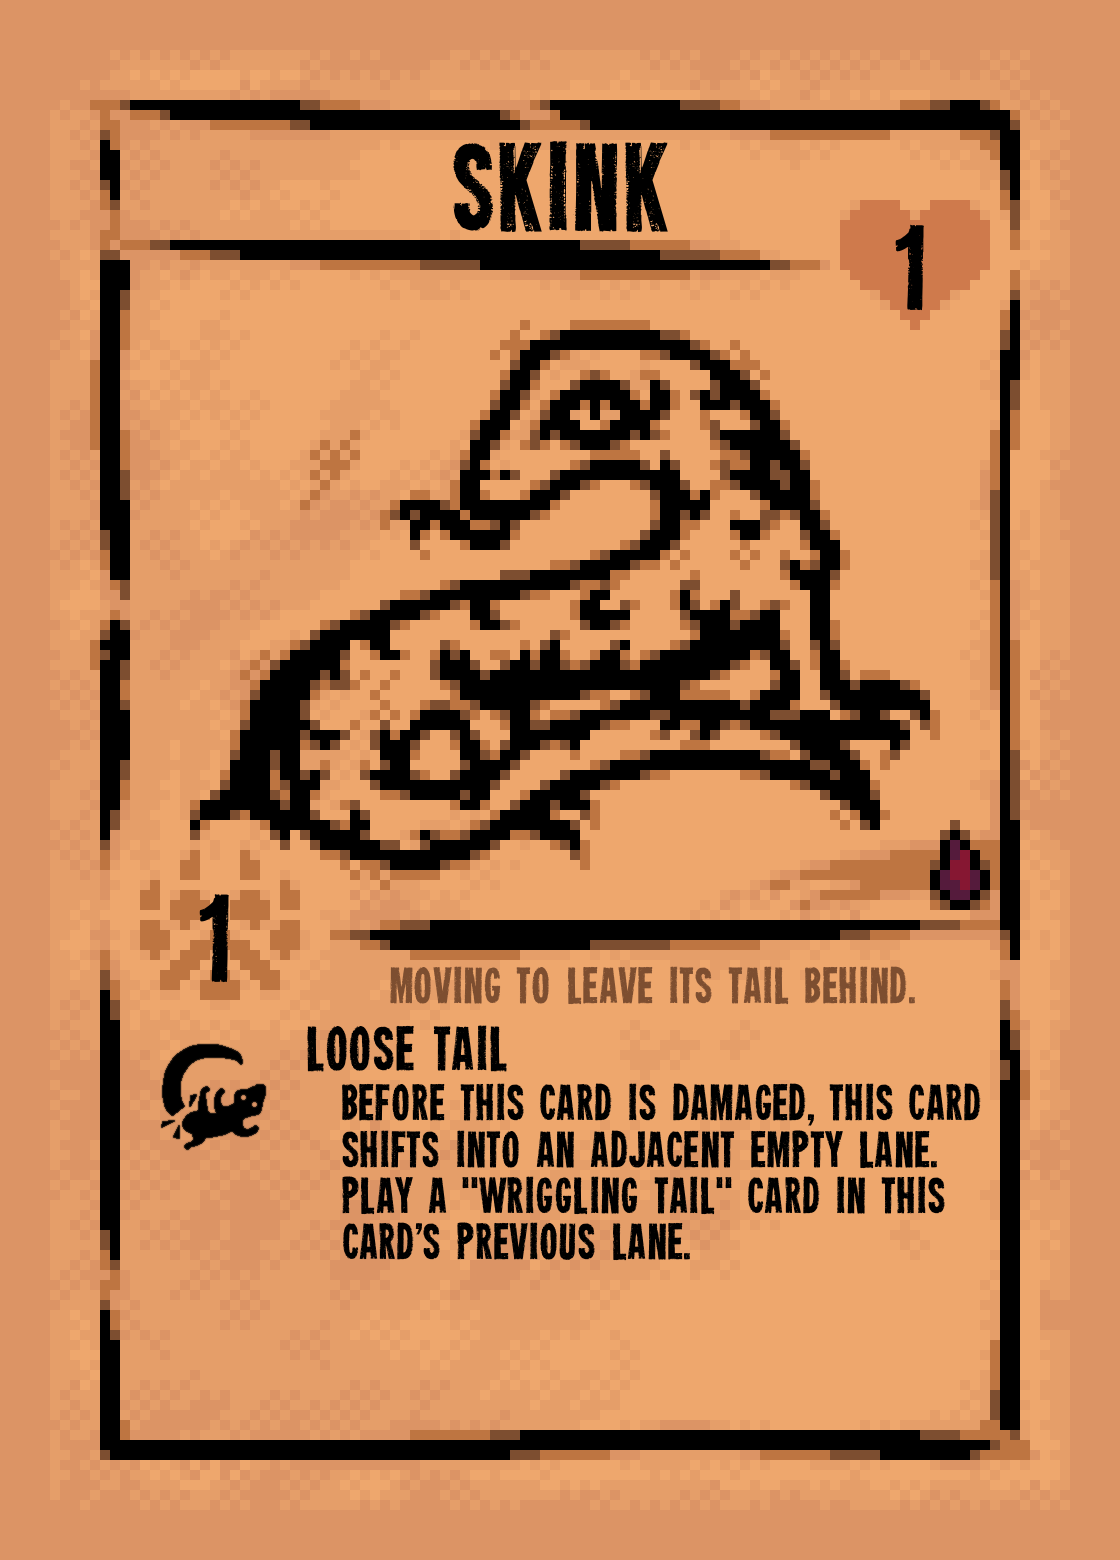 SKINK
1
1
MOVING TO LEAVE ITS TAIL BEHIND.
LOOSE TAIL
BEFORE THIS CARD IS DAMAGED, THIS CARD
SHIFTS INTO AN ADJACENT EMPTY LANE.
PLAY A "WRIGGLING TAIL" CARD IN THIS
CARD'S PREVIOUS LANE.